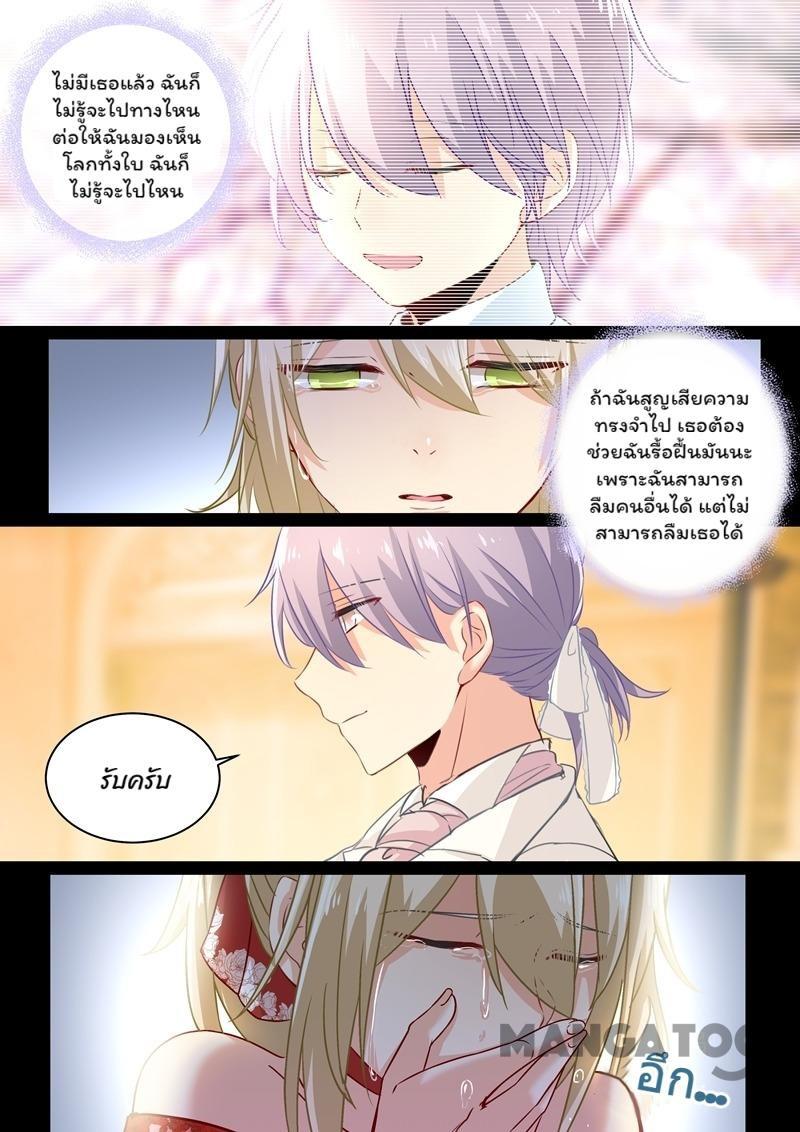 ไม่มีเธอแล้ว ฉันก็
ไม่รู้จะไปทางไหน
ต่อให้ฉันมองเห็น
โลกทั้งใบ ฉันก็
ไม่รู้จะไปไหน
ถ้าฉันสูญเสียความ
ทรงจำไป เธอต้อง
ช่วยฉันรื้อฝื้นมันนะ
เพราะฉันสามารถ
ลืมคนอื่นได้ แต่ไม่
สามารถลืมเธอได้
รับครับ
MANGATOON
อึก...